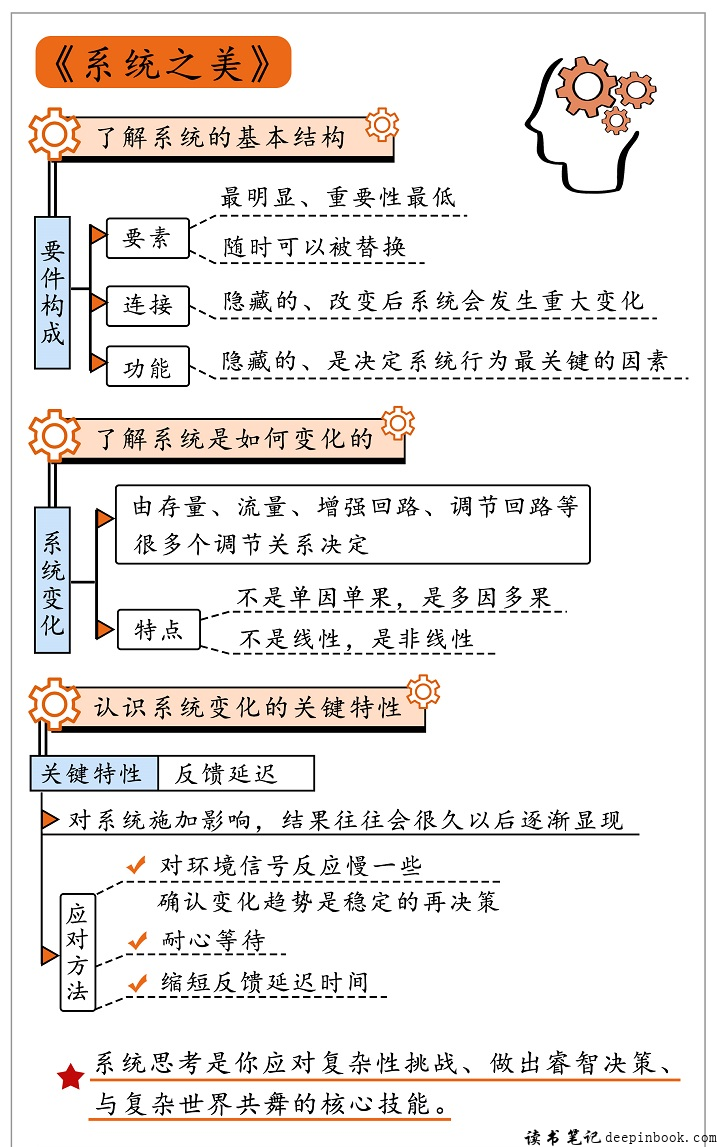 《系统之美》
了解系统的基本结构
要件构成
要素
最明显、重要性最低
随时可以被替换
连接
隐藏的、改变后系统会发生重大变化
功能
隐藏的、是决定系统行为最关键的因素
了解系统是如何变化的
系统变化
由存量、流量、增强回路、调节回路等
很多个调节关系决定
特点
不是单因单果，是多因多果
不是线性，是非线性
认识系统变化的关键特性
关键特性 反馈延迟
对系统施加影响，结果往往会很久以后逐渐显现
应对方法
对环境信号反应慢一些
确认变化趋势是稳定的再决策
耐心等待
缩短反馈延迟时间
系统思考是你应对复杂性挑战、做出睿智决策、
与复杂世界共舞的核心技能。
读书笔记deepinbook.com